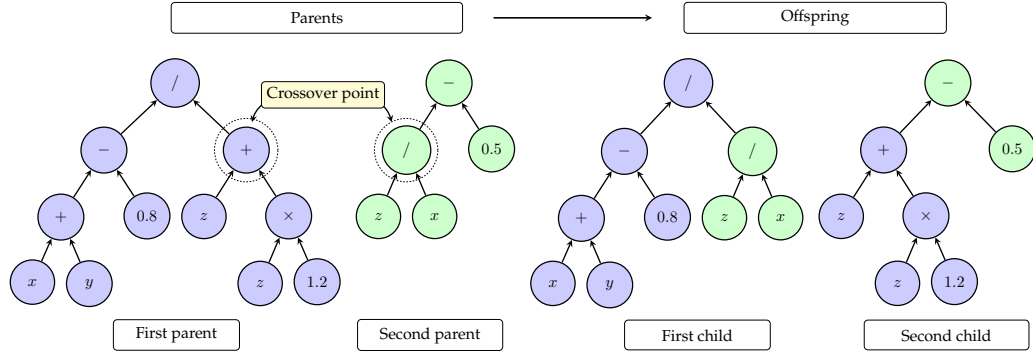 Parents
Offspring
/
−
Crossover point
/
−
−
+
/
0.5
−
/
+
0.5
+
0.8
z
×
z
x
+
0.8
z
x
z
×
x
y
z
1.2
x
y
z
1.2
First parent
Second parent
First child
Second child